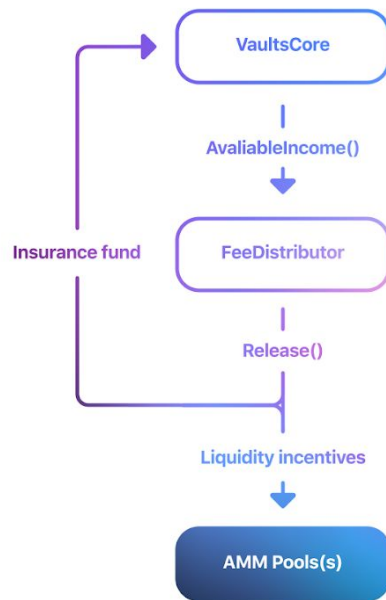 VaultsCore
AvaliableIncome()
Insurance fund
FeeDistributor
Release()
Liquidity incentives
AMM Pools(s)